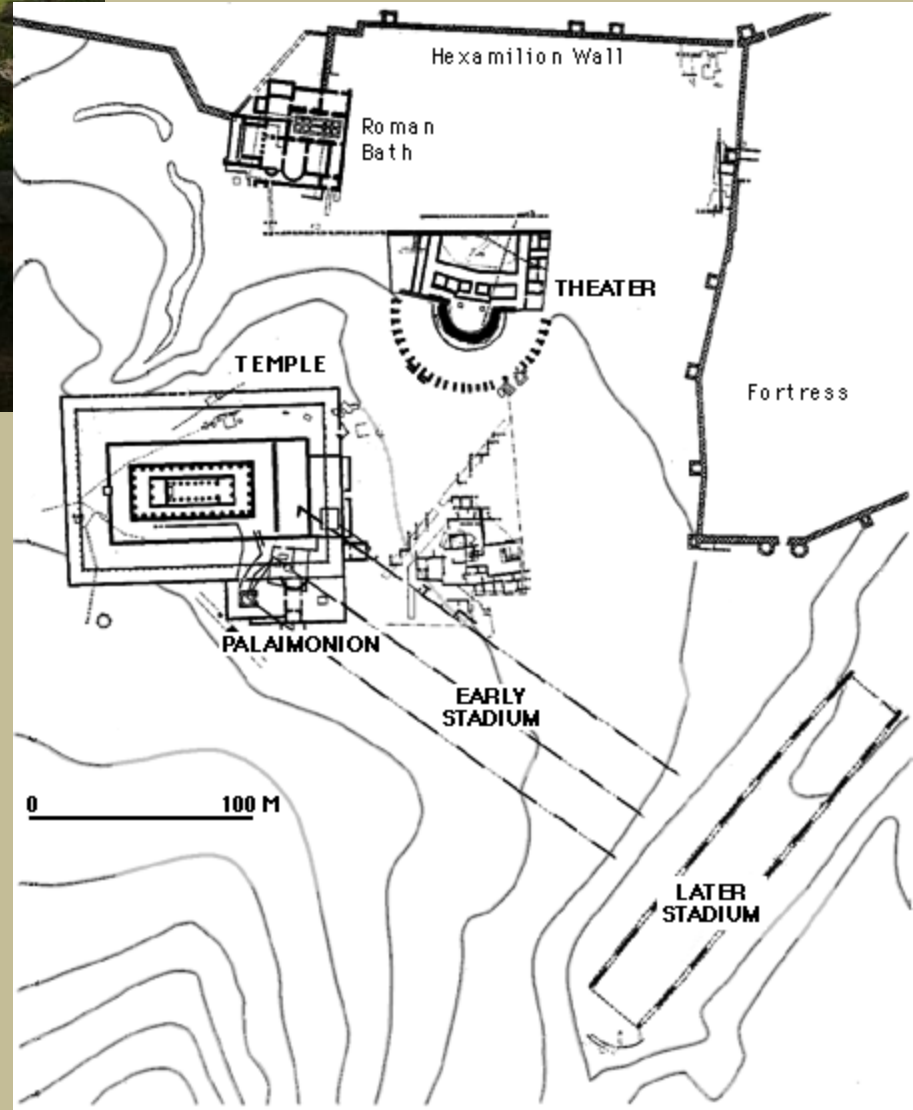 Hexamilion Wall
Roman
Bath
THEATER
TEMPLE
Fortress
PALAIMONION
EARLY
STADIUM
0 100 M
LATER
STADIUM